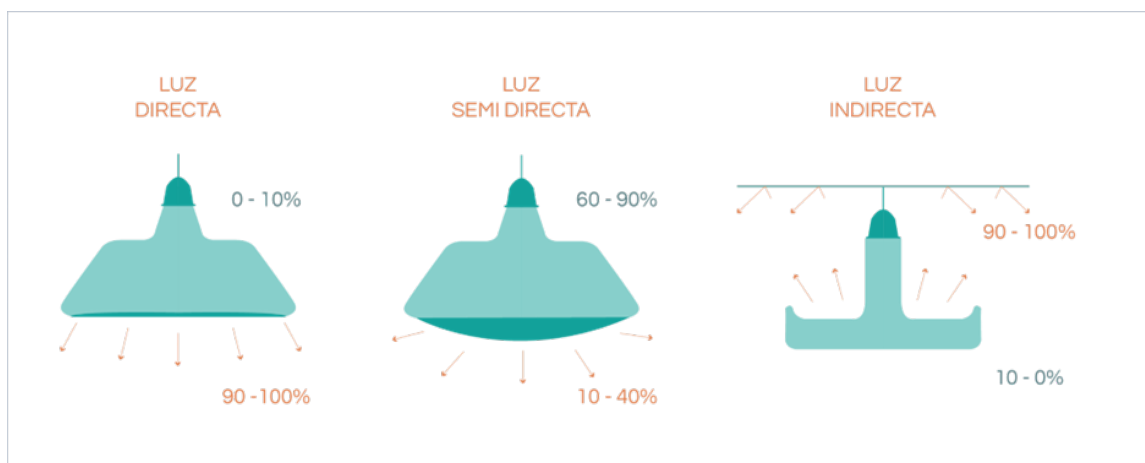 LUZ
DIRECTA
0 - 10%
90 -100%
LUZ
SEMI DIRECTA
60 - 90%
10 - 40%
LUZ
INDIRECTA
90 - 100%
10 - 0%